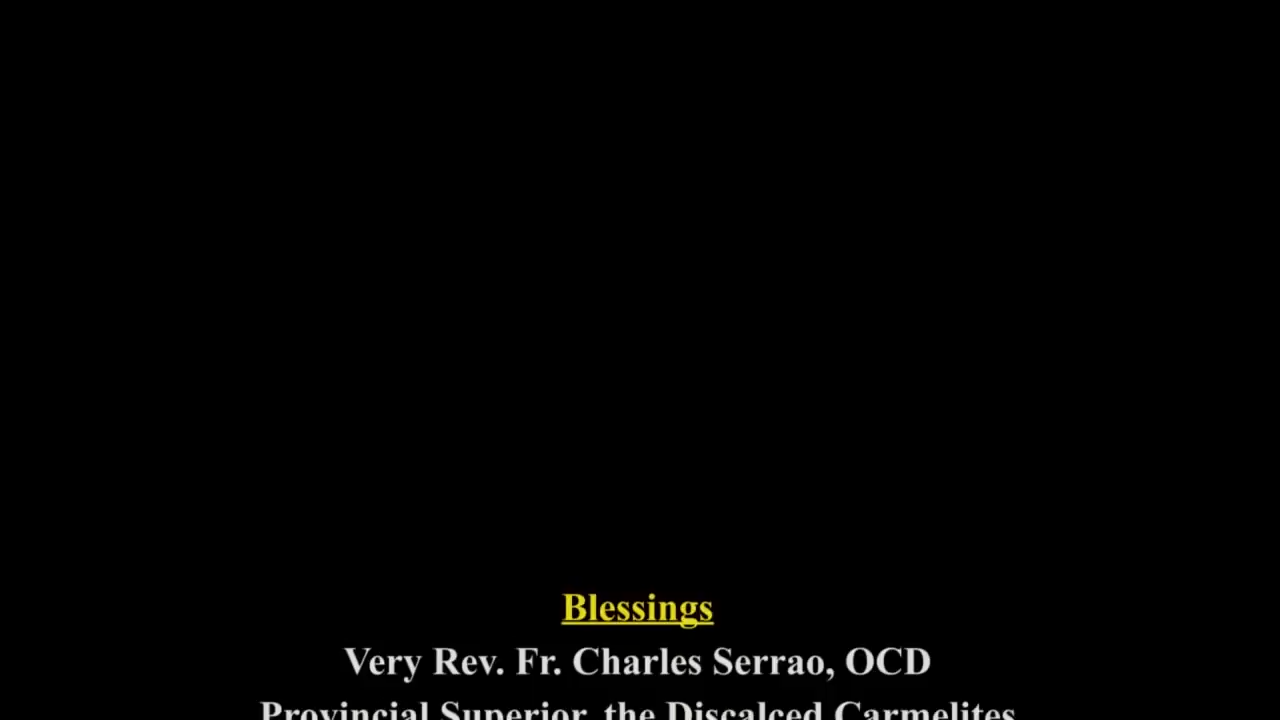 Blessings
Very Rev. Fr. Charles Serrao, OCD
Provincial Superior, the Discalced Carmelites